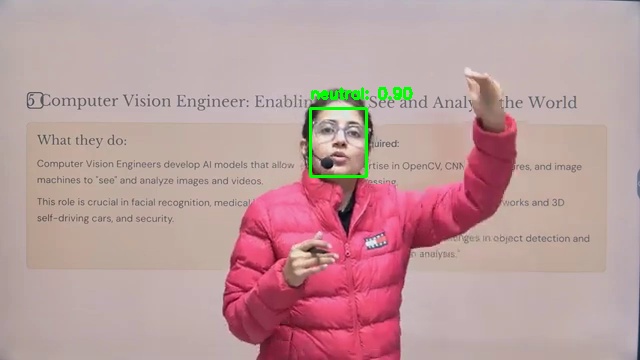 neutral: 0.90
5 Computer Vision Engineer: Enablin See and Analy the World
What they do:
Computer Vision Engineers develop AI models that allow
machines to "see" and analyze images and videos.
This role is crucial in facial recognition, medical
self-driving cars, and security.
quired:
rtise in OpenCV, CNN res, and image
ssing.
works and 3D
nges in object detection and
n analysis."